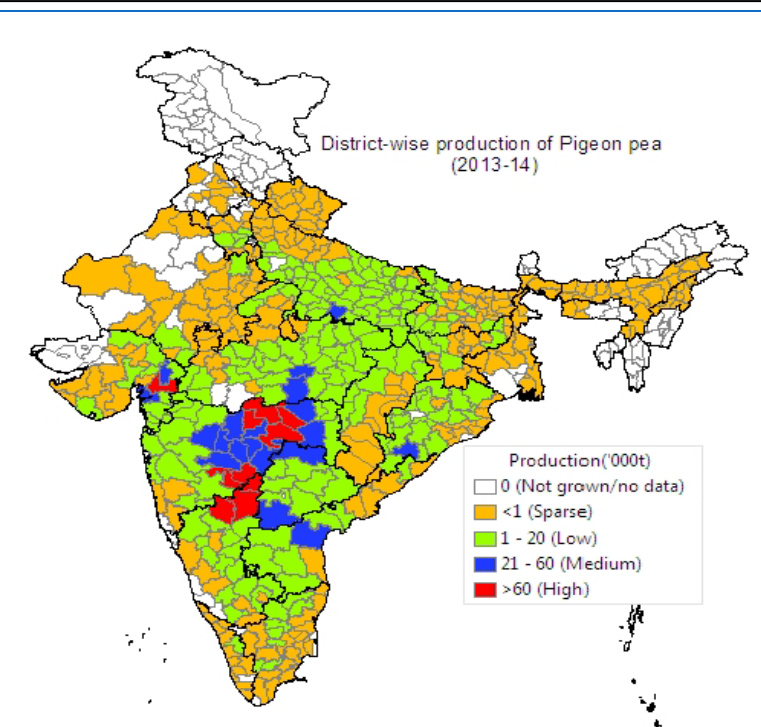 District-wise production of Pigeon pea
(2013-14)
Production('000t)
0 (Not grown/no data)
<1 (Sparse)
1 - 20 (Low)
21 - 60 (Medium)
>60 (High)